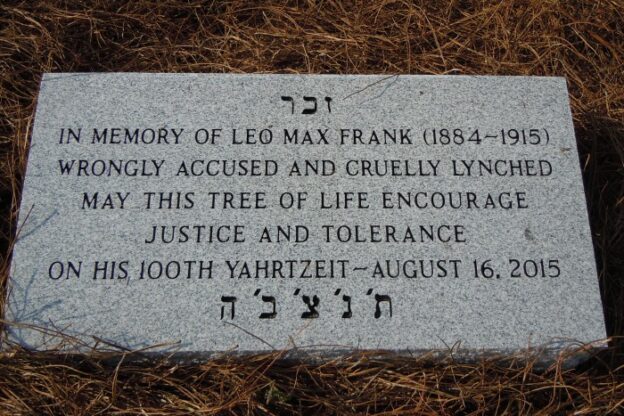 זכר
IN MEMORY OF LEO MAX FRANK (1884~1915)
WRONGLY ACCUSED AND CRUELLY LYNCHED
MAY THIS TREE OF LIFE ENCOURAGE
JUSTICE AND TOLERANCE
ON HIS 100TH YAHRTZEIT~AUGUST 16, 2015
ת׳נ׳צ׳ב׳ה